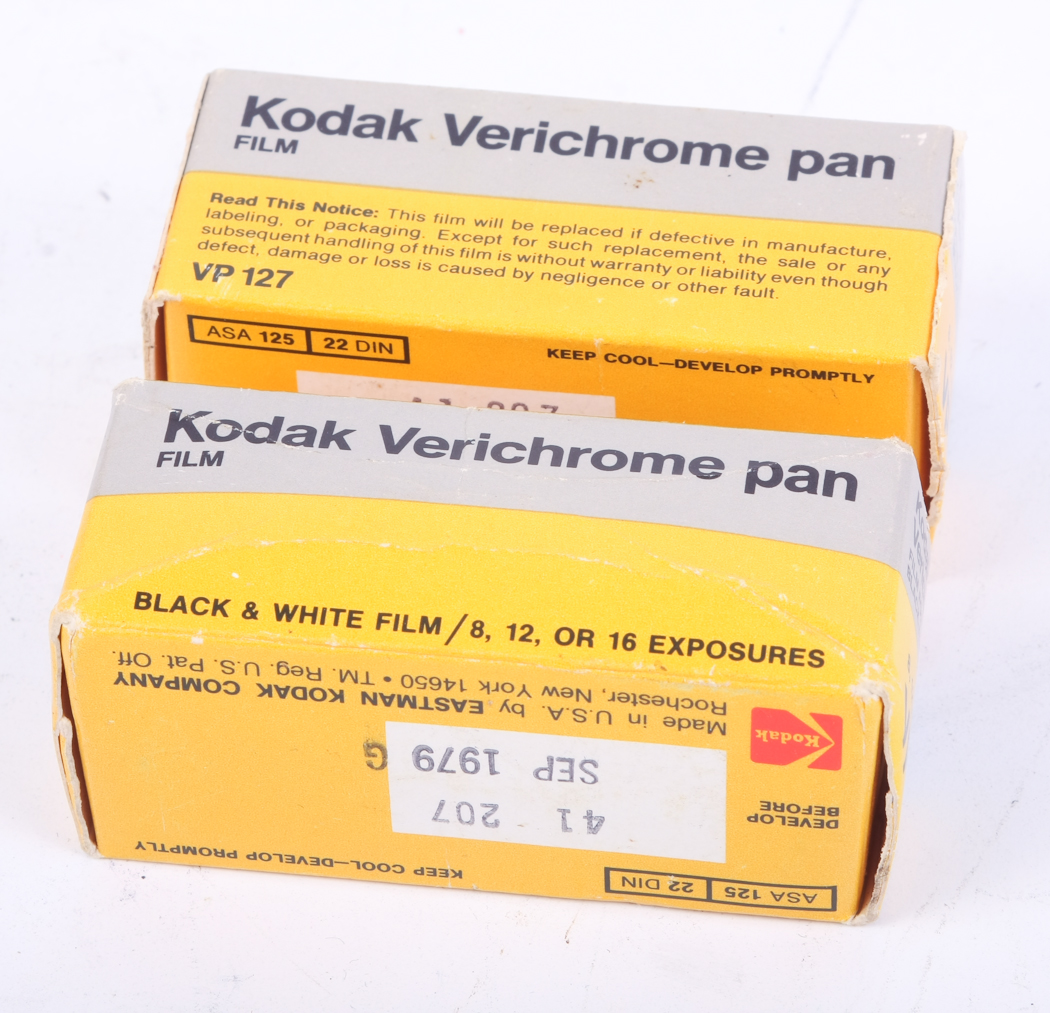 Kodak Verichrome pan
FILM
Read This Notice: This film will be replaced if defective in manufacture,
labeling, or packaging. Except for such replacement, the sale or any
subsequent handling of this film is without warranty or liability even though
defect, damage or loss is caused by negligence or other fault.
VP 127
ASA 125 22 DIN
KEEP COOL—DEVELOP PROMPTLY
41 207
Kodak Verichrome pan
FILM
BLACK & WHITE FILM/8, 12, OR 16 EXPOSURES
ASA 125 22 DIN
KEEP COOL—DEVELOP PROMPTLY
DEVELOP
BEFORE
41 207
SEP 1979
G
Kodak
Made in U.S.A. by EASTMAN KODAK COMPANY
Rochester, New York 14650 • TM. Reg. U.S. Pat. Off.